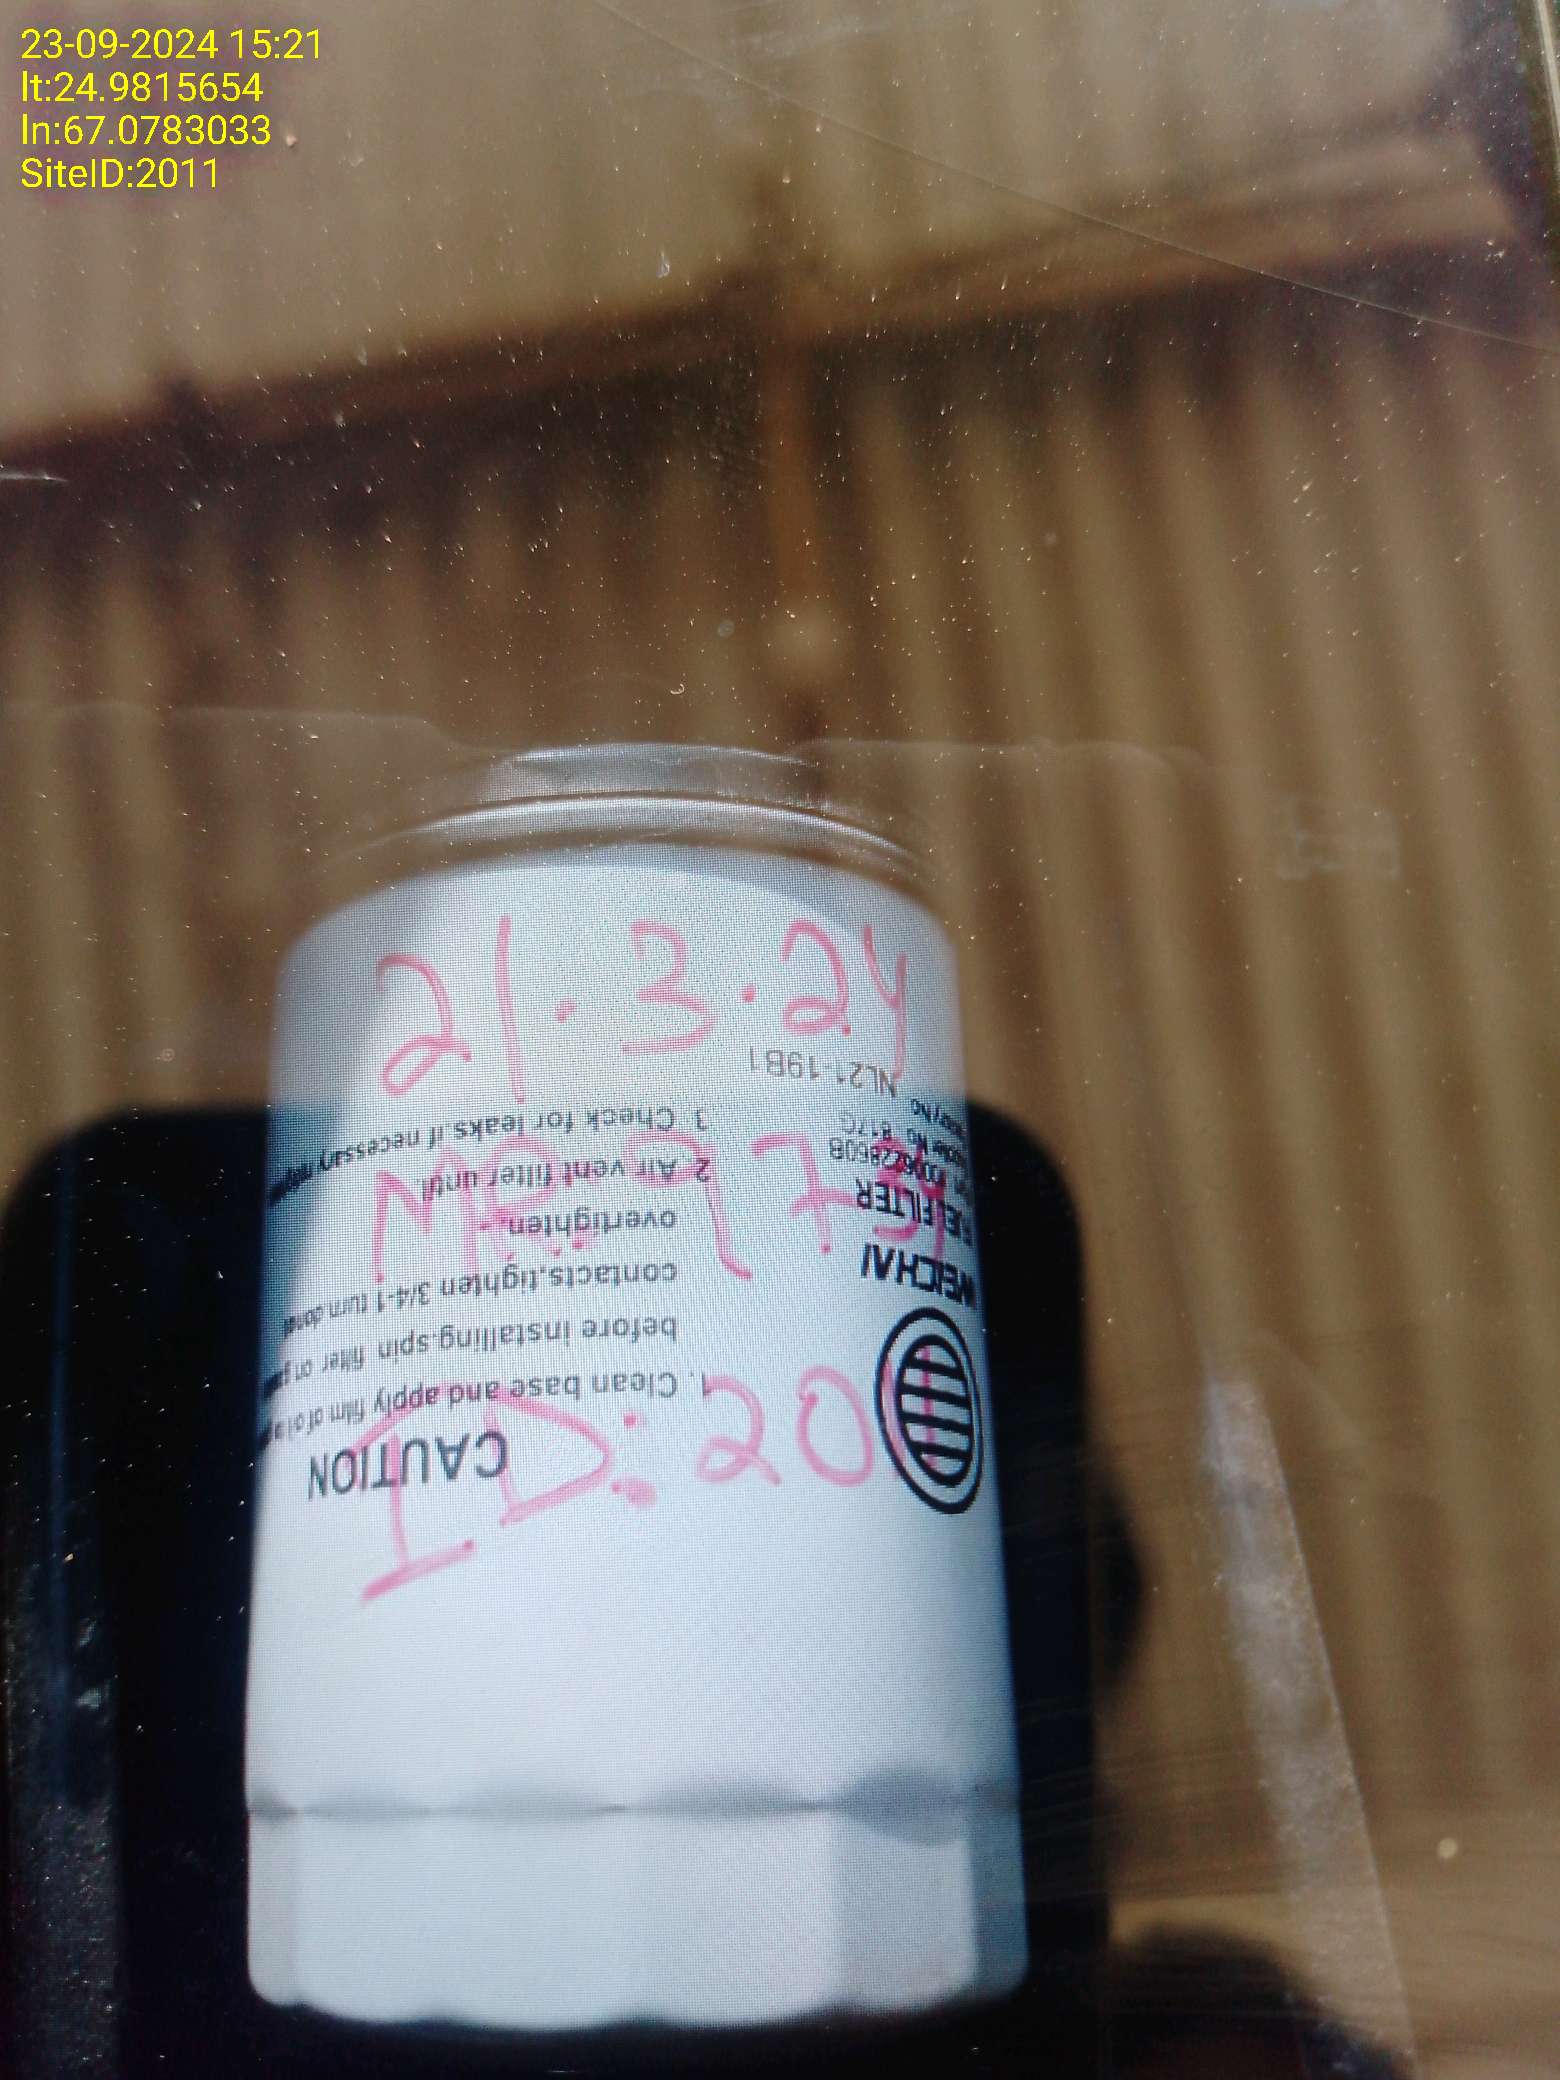 23-09-2024 15:21
lt:24.9815654
ln:67.0783033
SiteID:2011
21.3.24
ID:20
WEICHAI
FILTER
NL21-19B1
CAUTION
1. Clean base and apply film of oil
before installing.spin filter on
contacts.tighten 3/4-1 turn.do not
overtighten.
2. Air vent filter until
3. Check for leaks if necessary